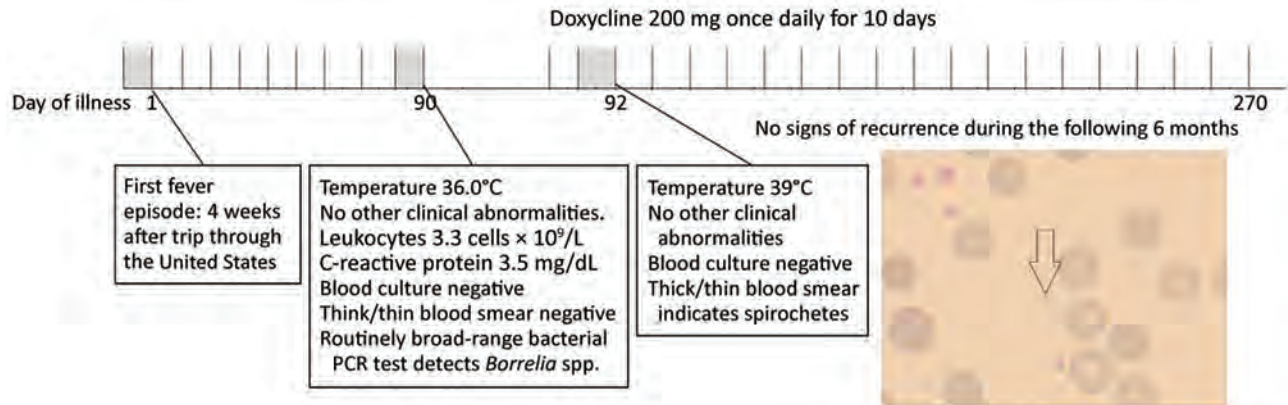 Doxycline 200 mg once daily for 10 days
Day of illness 1 90 92 270
No signs of recurrence during the following 6 months
First fever
episode: 4 weeks
after trip through
the United States
Temperature 36.0°C
No other clinical abnormalities.
Leukocytes 3.3 cells × 10⁹/L
C-reactive protein 3.5 mg/dL
Blood culture negative
Think/thin blood smear negative
Routinely broad-range bacterial
PCR test detects Borrelia spp.
Temperature 39°C
No other clinical
abnormalities
Blood culture negative
Thick/thin blood smear
indicates spirochetes